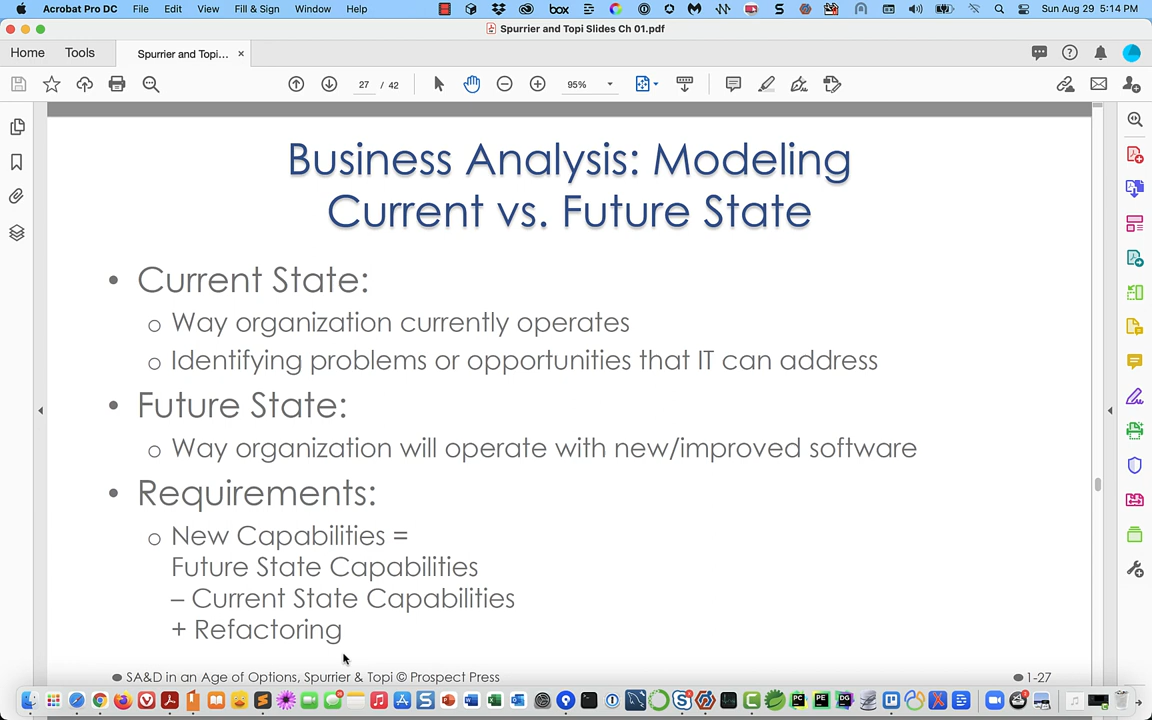 Acrobat Pro DC File Edit View Fill & Sign Window Help box Sun Aug 29 5:14 PM
Spurrier and Topi Slides Ch 01.pdf
Home Tools Spurrier and Topi... ×
27 / 42 95%
Business Analysis: Modeling
Current vs. Future State
• Current State:
o Way organization currently operates
o Identifying problems or opportunities that IT can address
• Future State:
o Way organization will operate with new/improved software
• Requirements:
o New Capabilities =
Future State Capabilities
– Current State Capabilities
+ Refactoring
● SA&D in an Age of Options, Spurrier & Topi © Prospect Press ● 1-27